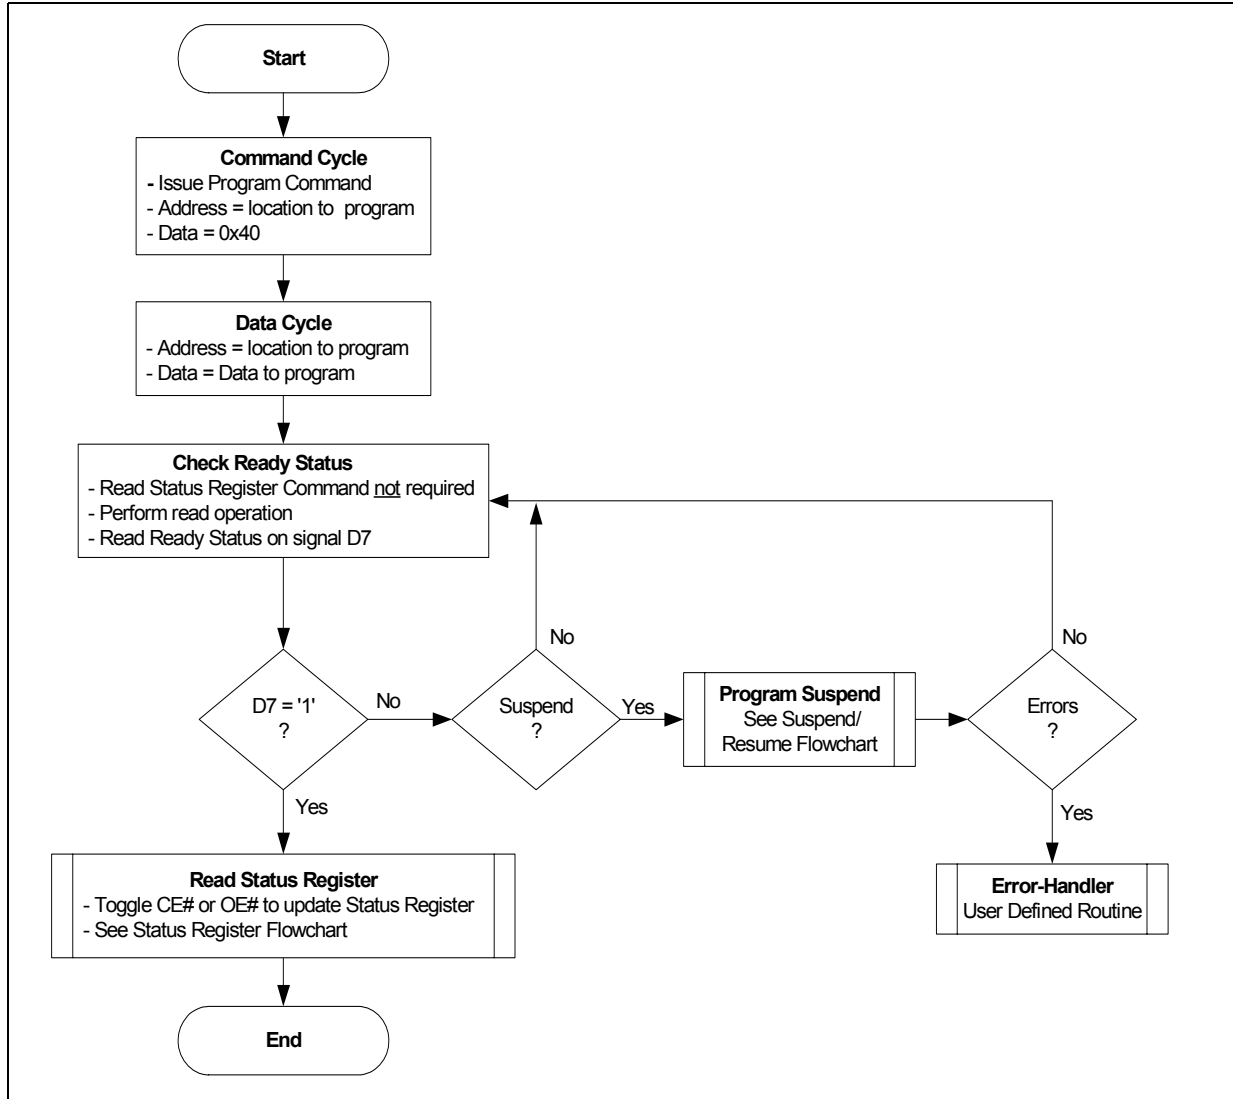 Start
Command Cycle
- Issue Program Command
- Address = location to  program
- Data = 0x40
Data Cycle
- Address = location to program
- Data = Data to program
Check Ready Status
- Read Status Register Command not required
- Perform read operation
- Read Ready Status on signal D7
D7 = '1'
?
No
Suspend
?
No
Yes
Program Suspend
See Suspend/
Resume Flowchart
Errors
?
No
Yes
Error-Handler
User Defined Routine
Yes
Read Status Register
- Toggle CE# or OE# to update Status Register
- See Status Register Flowchart
End